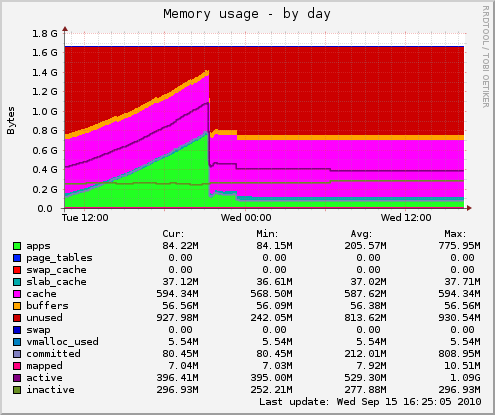 Memory usage - by day
RRDTOOL / TOBI OETIKER
Bytes
1.8 G
1.6 G
1.4 G
1.2 G
1.0 G
0.8 G
0.6 G
0.4 G
0.2 G
0.0
Tue 12:00 Wed 00:00 Wed 12:00
Cur: Min: Avg: Max:
apps 84.22M 84.15M 205.57M 775.95M
page_tables 0.00 0.00 0.00 0.00
swap_cache 0.00 0.00 0.00 0.00
slab_cache 37.12M 36.61M 37.02M 37.71M
cache 594.34M 568.50M 587.62M 594.34M
buffers 56.56M 56.09M 56.38M 56.56M
unused 927.98M 242.05M 813.62M 930.54M
swap 0.00 0.00 0.00 0.00
vmalloc_used 5.54M 5.54M 5.54M 5.54M
committed 80.45M 80.45M 212.01M 808.95M
mapped 7.04M 7.03M 7.92M 10.51M
active 396.41M 395.00M 529.30M 1.09G
inactive 296.93M 252.21M 277.88M 296.93M
Last update: Wed Sep 15 16:25:05 2010